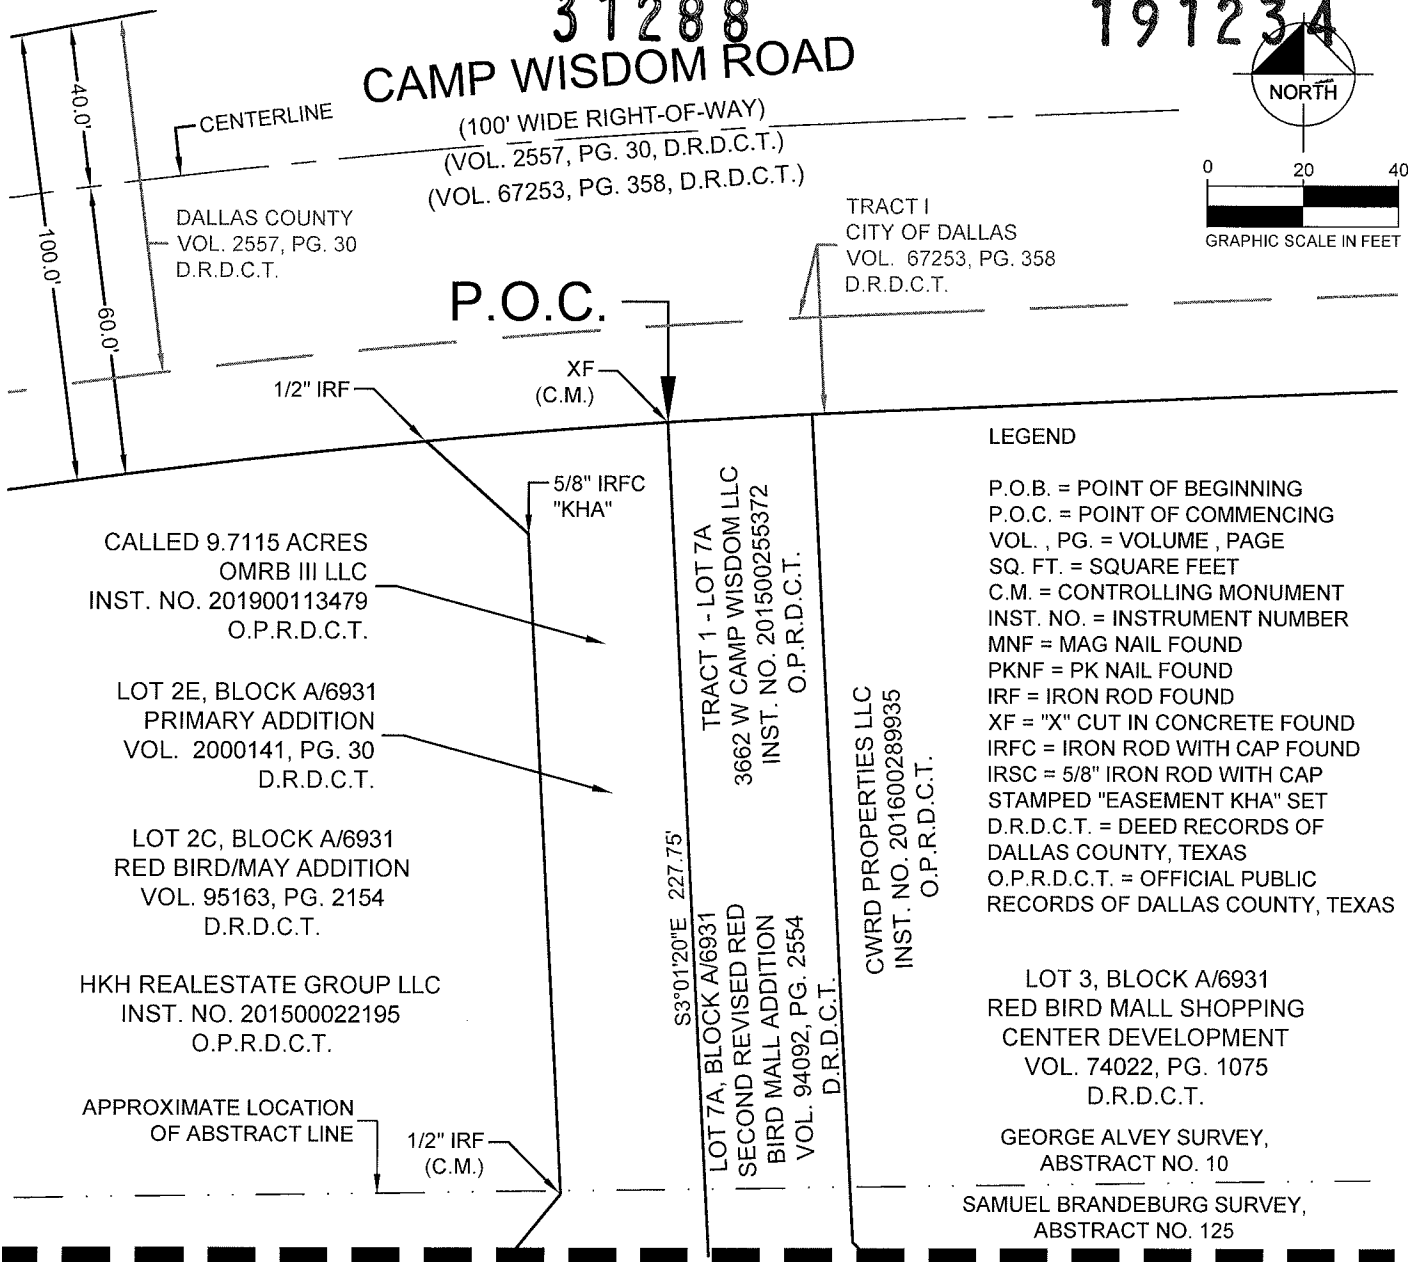 31288
191234
CAMP WISDOM ROAD
(100' WIDE RIGHT-OF-WAY)
(VOL. 2557, PG. 30, D.R.D.C.T.)
(VOL. 67253, PG. 358, D.R.D.C.T.)
CENTERLINE
40.0'
100.0'
60.0'
NORTH
0 20 40
GRAPHIC SCALE IN FEET
DALLAS COUNTY
VOL. 2557, PG. 30
D.R.D.C.T.
TRACT I
CITY OF DALLAS
VOL. 67253, PG. 358
D.R.D.C.T.
P.O.C.
XF
(C.M.)
1/2" IRF
5/8" IRFC
"KHA"
CALLED 9.7115 ACRES
OMRB III LLC
INST. NO. 201900113479
O.P.R.D.C.T.
LOT 2E, BLOCK A/6931
PRIMARY ADDITION
VOL. 2000141, PG. 30
D.R.D.C.T.
LOT 2C, BLOCK A/6931
RED BIRD/MAY ADDITION
VOL. 95163, PG. 2154
D.R.D.C.T.
HKH REALESTATE GROUP LLC
INST. NO. 201500022195
O.P.R.D.C.T.
APPROXIMATE LOCATION
OF ABSTRACT LINE
1/2" IRF
(C.M.)
S3°01'20"E 227.75'
TRACT 1 - LOT 7A
3662 W CAMP WISDOM LLC
INST. NO. 201500255372
O.P.R.D.C.T.
LOT 7A, BLOCK A/6931
SECOND REVISED RED
BIRD MALL ADDITION
VOL. 94092, PG. 2554
D.R.D.C.T.
CWRD PROPERTIES LLC
INST. NO. 201600289935
O.P.R.D.C.T.
LEGEND
P.O.B. = POINT OF BEGINNING
P.O.C. = POINT OF COMMENCING
VOL. , PG. = VOLUME , PAGE
SQ. FT. = SQUARE FEET
C.M. = CONTROLLING MONUMENT
INST. NO. = INSTRUMENT NUMBER
MNF = MAG NAIL FOUND
PKNF = PK NAIL FOUND
IRF = IRON ROD FOUND
XF = "X" CUT IN CONCRETE FOUND
IRFC = IRON ROD WITH CAP FOUND
IRSC = 5/8" IRON ROD WITH CAP
STAMPED "EASEMENT KHA" SET
D.R.D.C.T. = DEED RECORDS OF
DALLAS COUNTY, TEXAS
O.P.R.D.C.T. = OFFICIAL PUBLIC
RECORDS OF DALLAS COUNTY, TEXAS
LOT 3, BLOCK A/6931
RED BIRD MALL SHOPPING
CENTER DEVELOPMENT
VOL. 74022, PG. 1075
D.R.D.C.T.
GEORGE ALVEY SURVEY,
ABSTRACT NO. 10
SAMUEL BRANDEBURG SURVEY,
ABSTRACT NO. 125